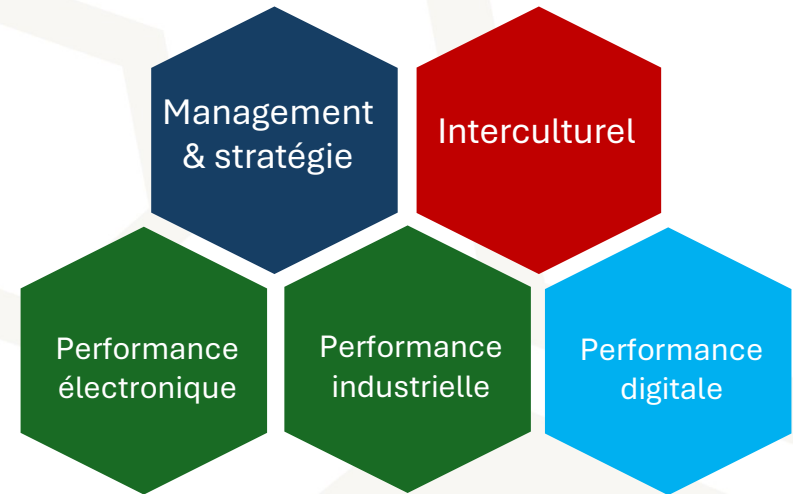 Management
& stratégie
Interculturel
Performance
électronique
Performance
industrielle
Performance
digitale